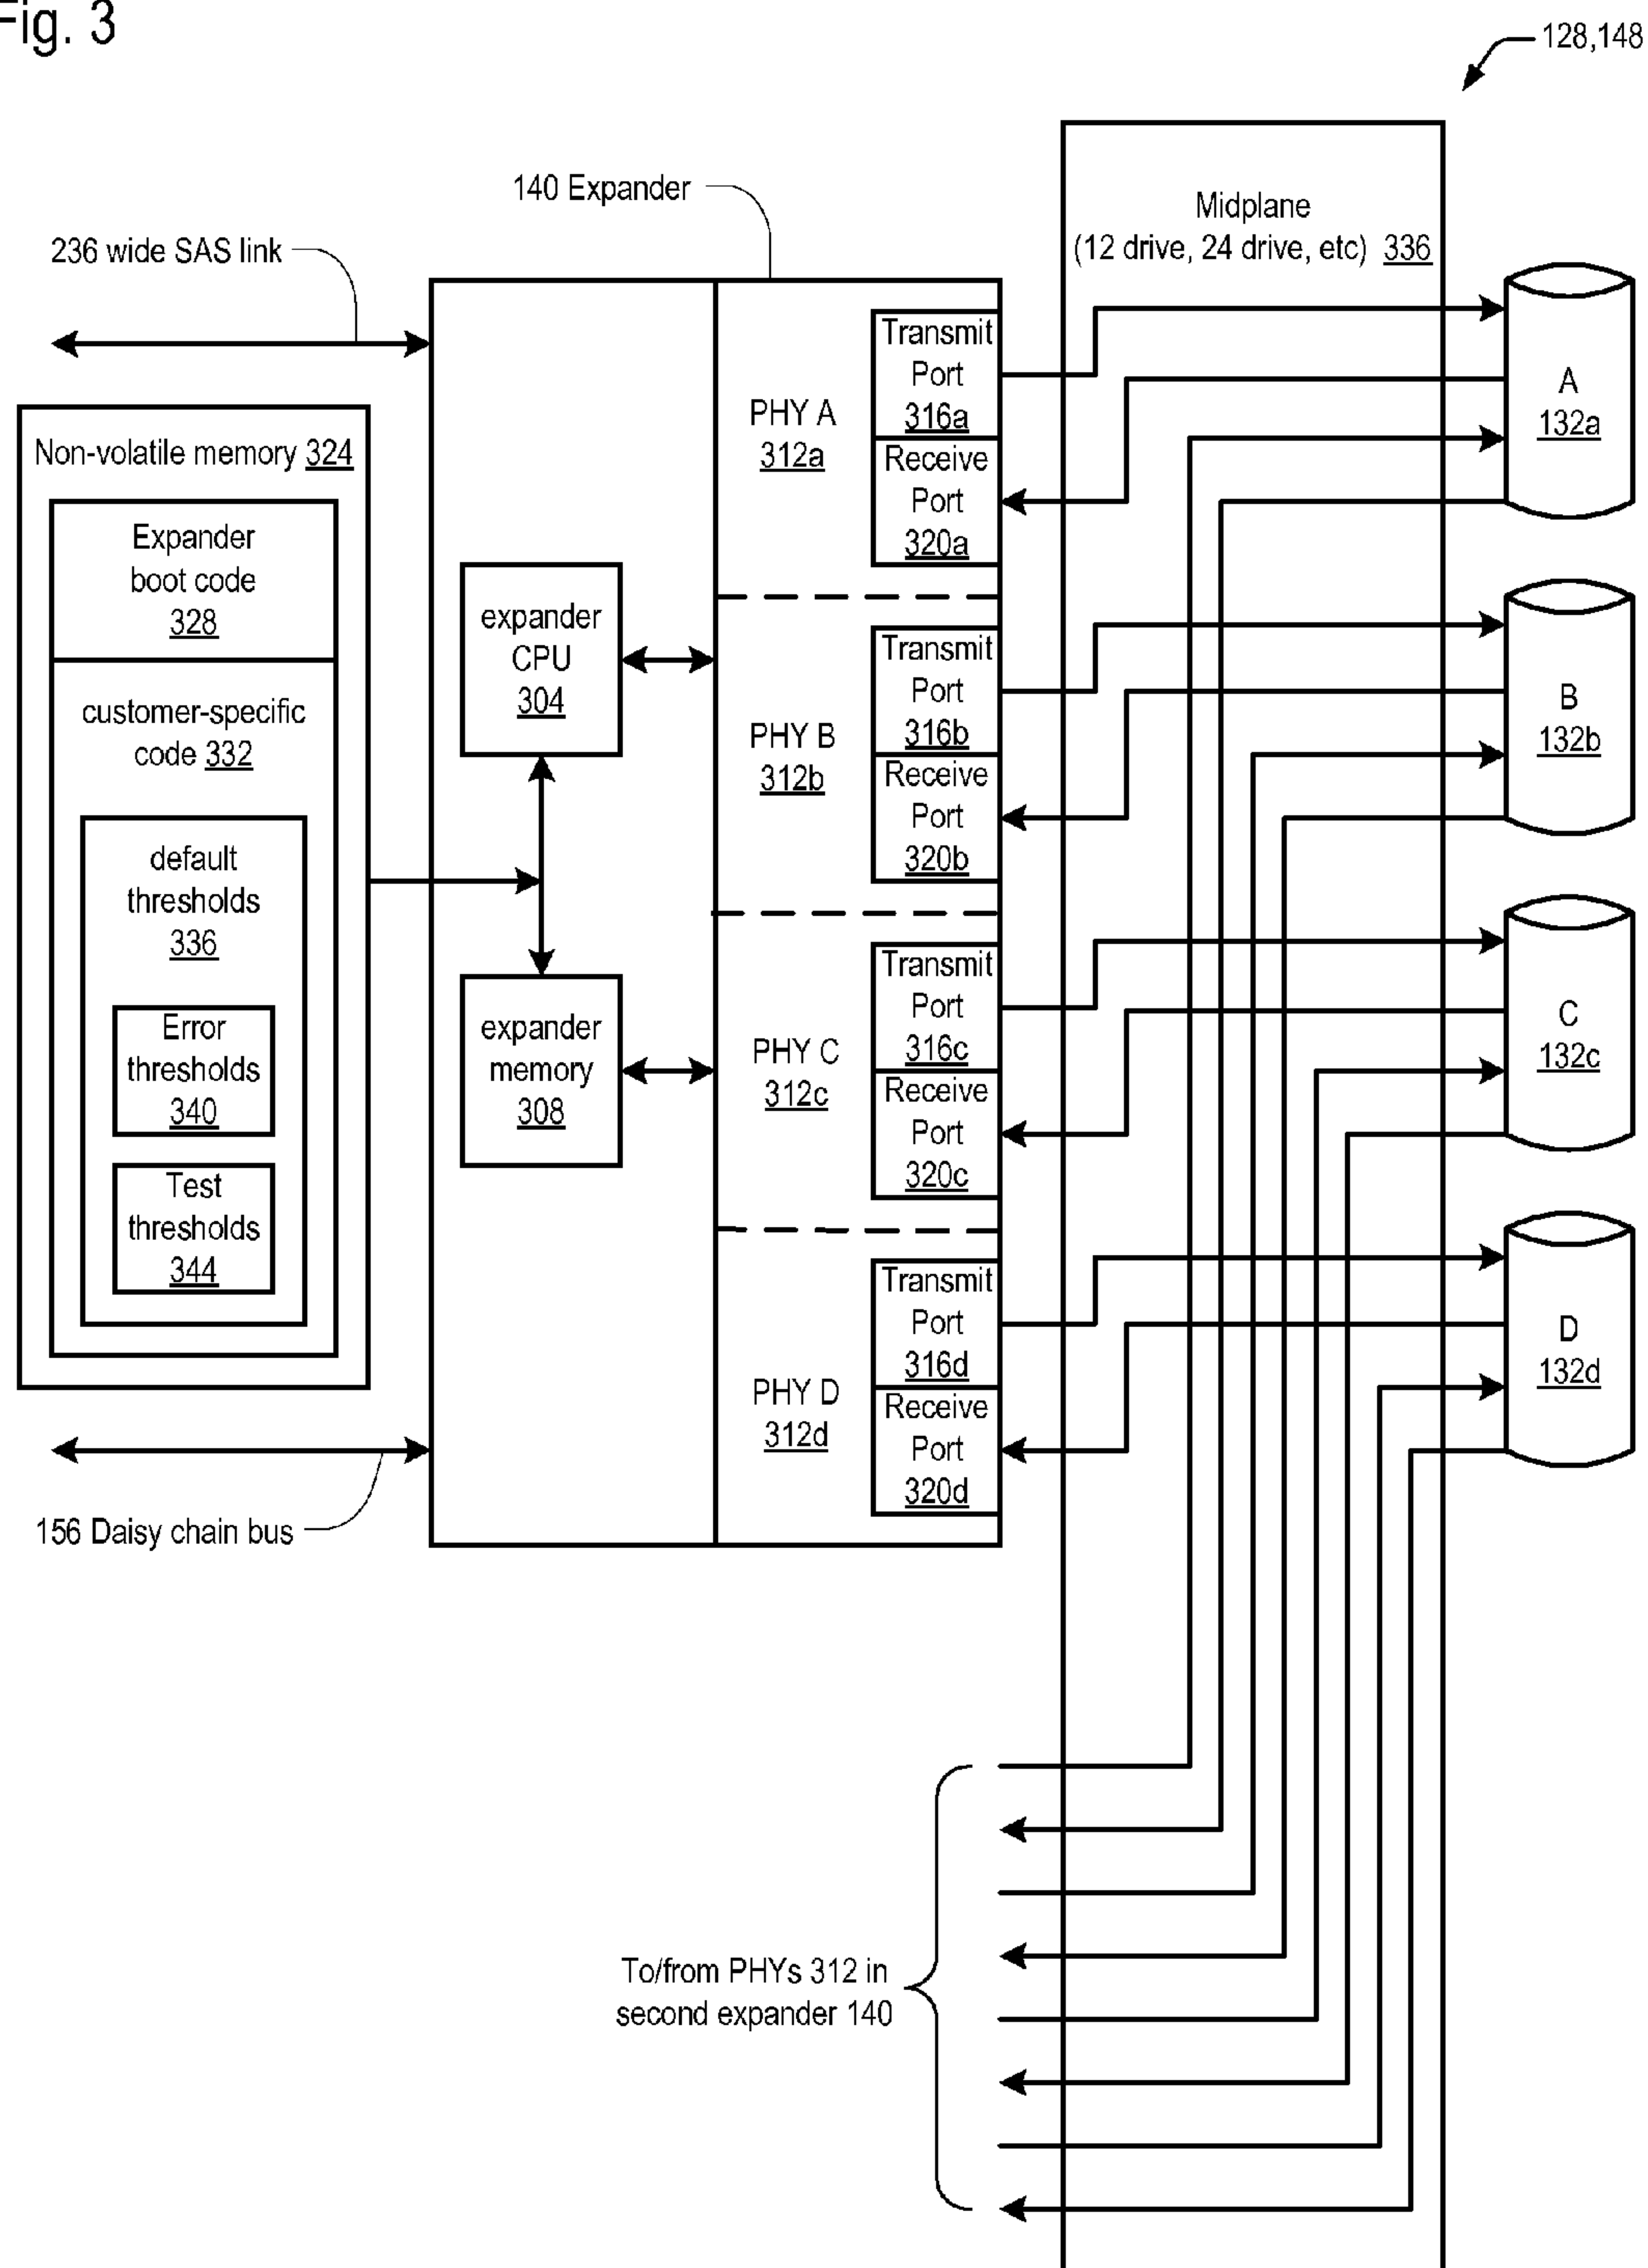 Fig. 3
128,148
140 Expander
236 wide SAS link
Midplane
(12 drive, 24 drive, etc) 336
Non-volatile memory 324
Expander
boot code
328
customer-specific
code 332
default
thresholds
336
Error
thresholds
340
Test
thresholds
344
156 Daisy chain bus
expander
CPU
304
expander
memory
308
PHY A
312a
Transmit
Port
316a
Receive
Port
320a
PHY B
312b
Transmit
Port
316b
Receive
Port
320b
PHY C
312c
Transmit
Port
316c
Receive
Port
320c
PHY D
312d
Transmit
Port
316d
Receive
Port
320d
A
132a
B
132b
C
132c
D
132d
To/from PHYs 312 in
second expander 140